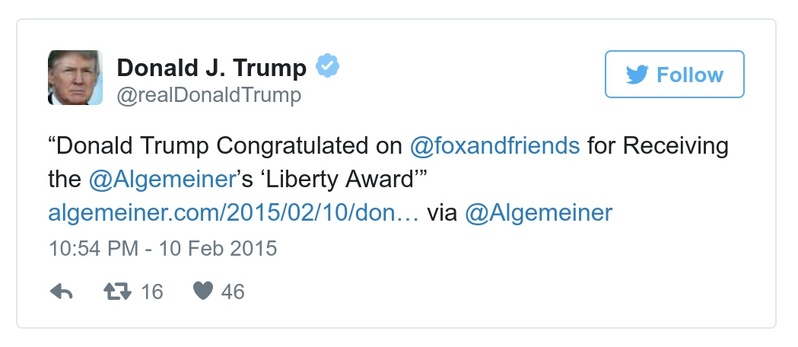 Donald J. Trump
@realDonaldTrump
Follow
“Donald Trump Congratulated on @foxandfriends for Receiving
the @Algemeiner’s ‘Liberty Award’”
algemeiner.com/2015/02/10/don… via @Algemeiner
10:54 PM - 10 Feb 2015
16 46